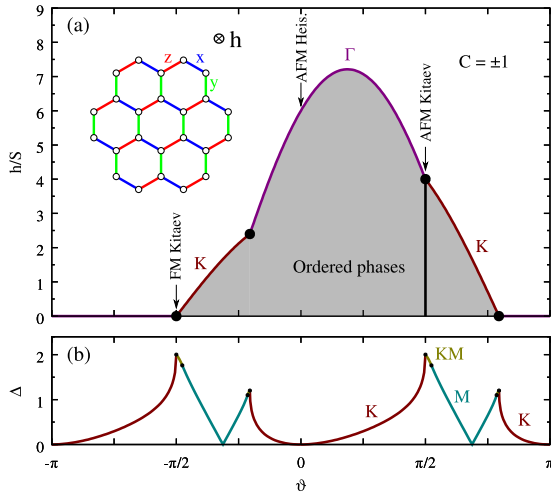 (a)
⊗ h
z x
y
AFM Heis.
Γ
C = ±1
AFM Kitaev
FM Kitaev
K
K
Ordered phases
h/S
9
8
7
6
5
4
3
2
1
0
(b)
KM
M
K
K
Δ
2
1
0
-π -π/2 0 π/2 π
ϑ